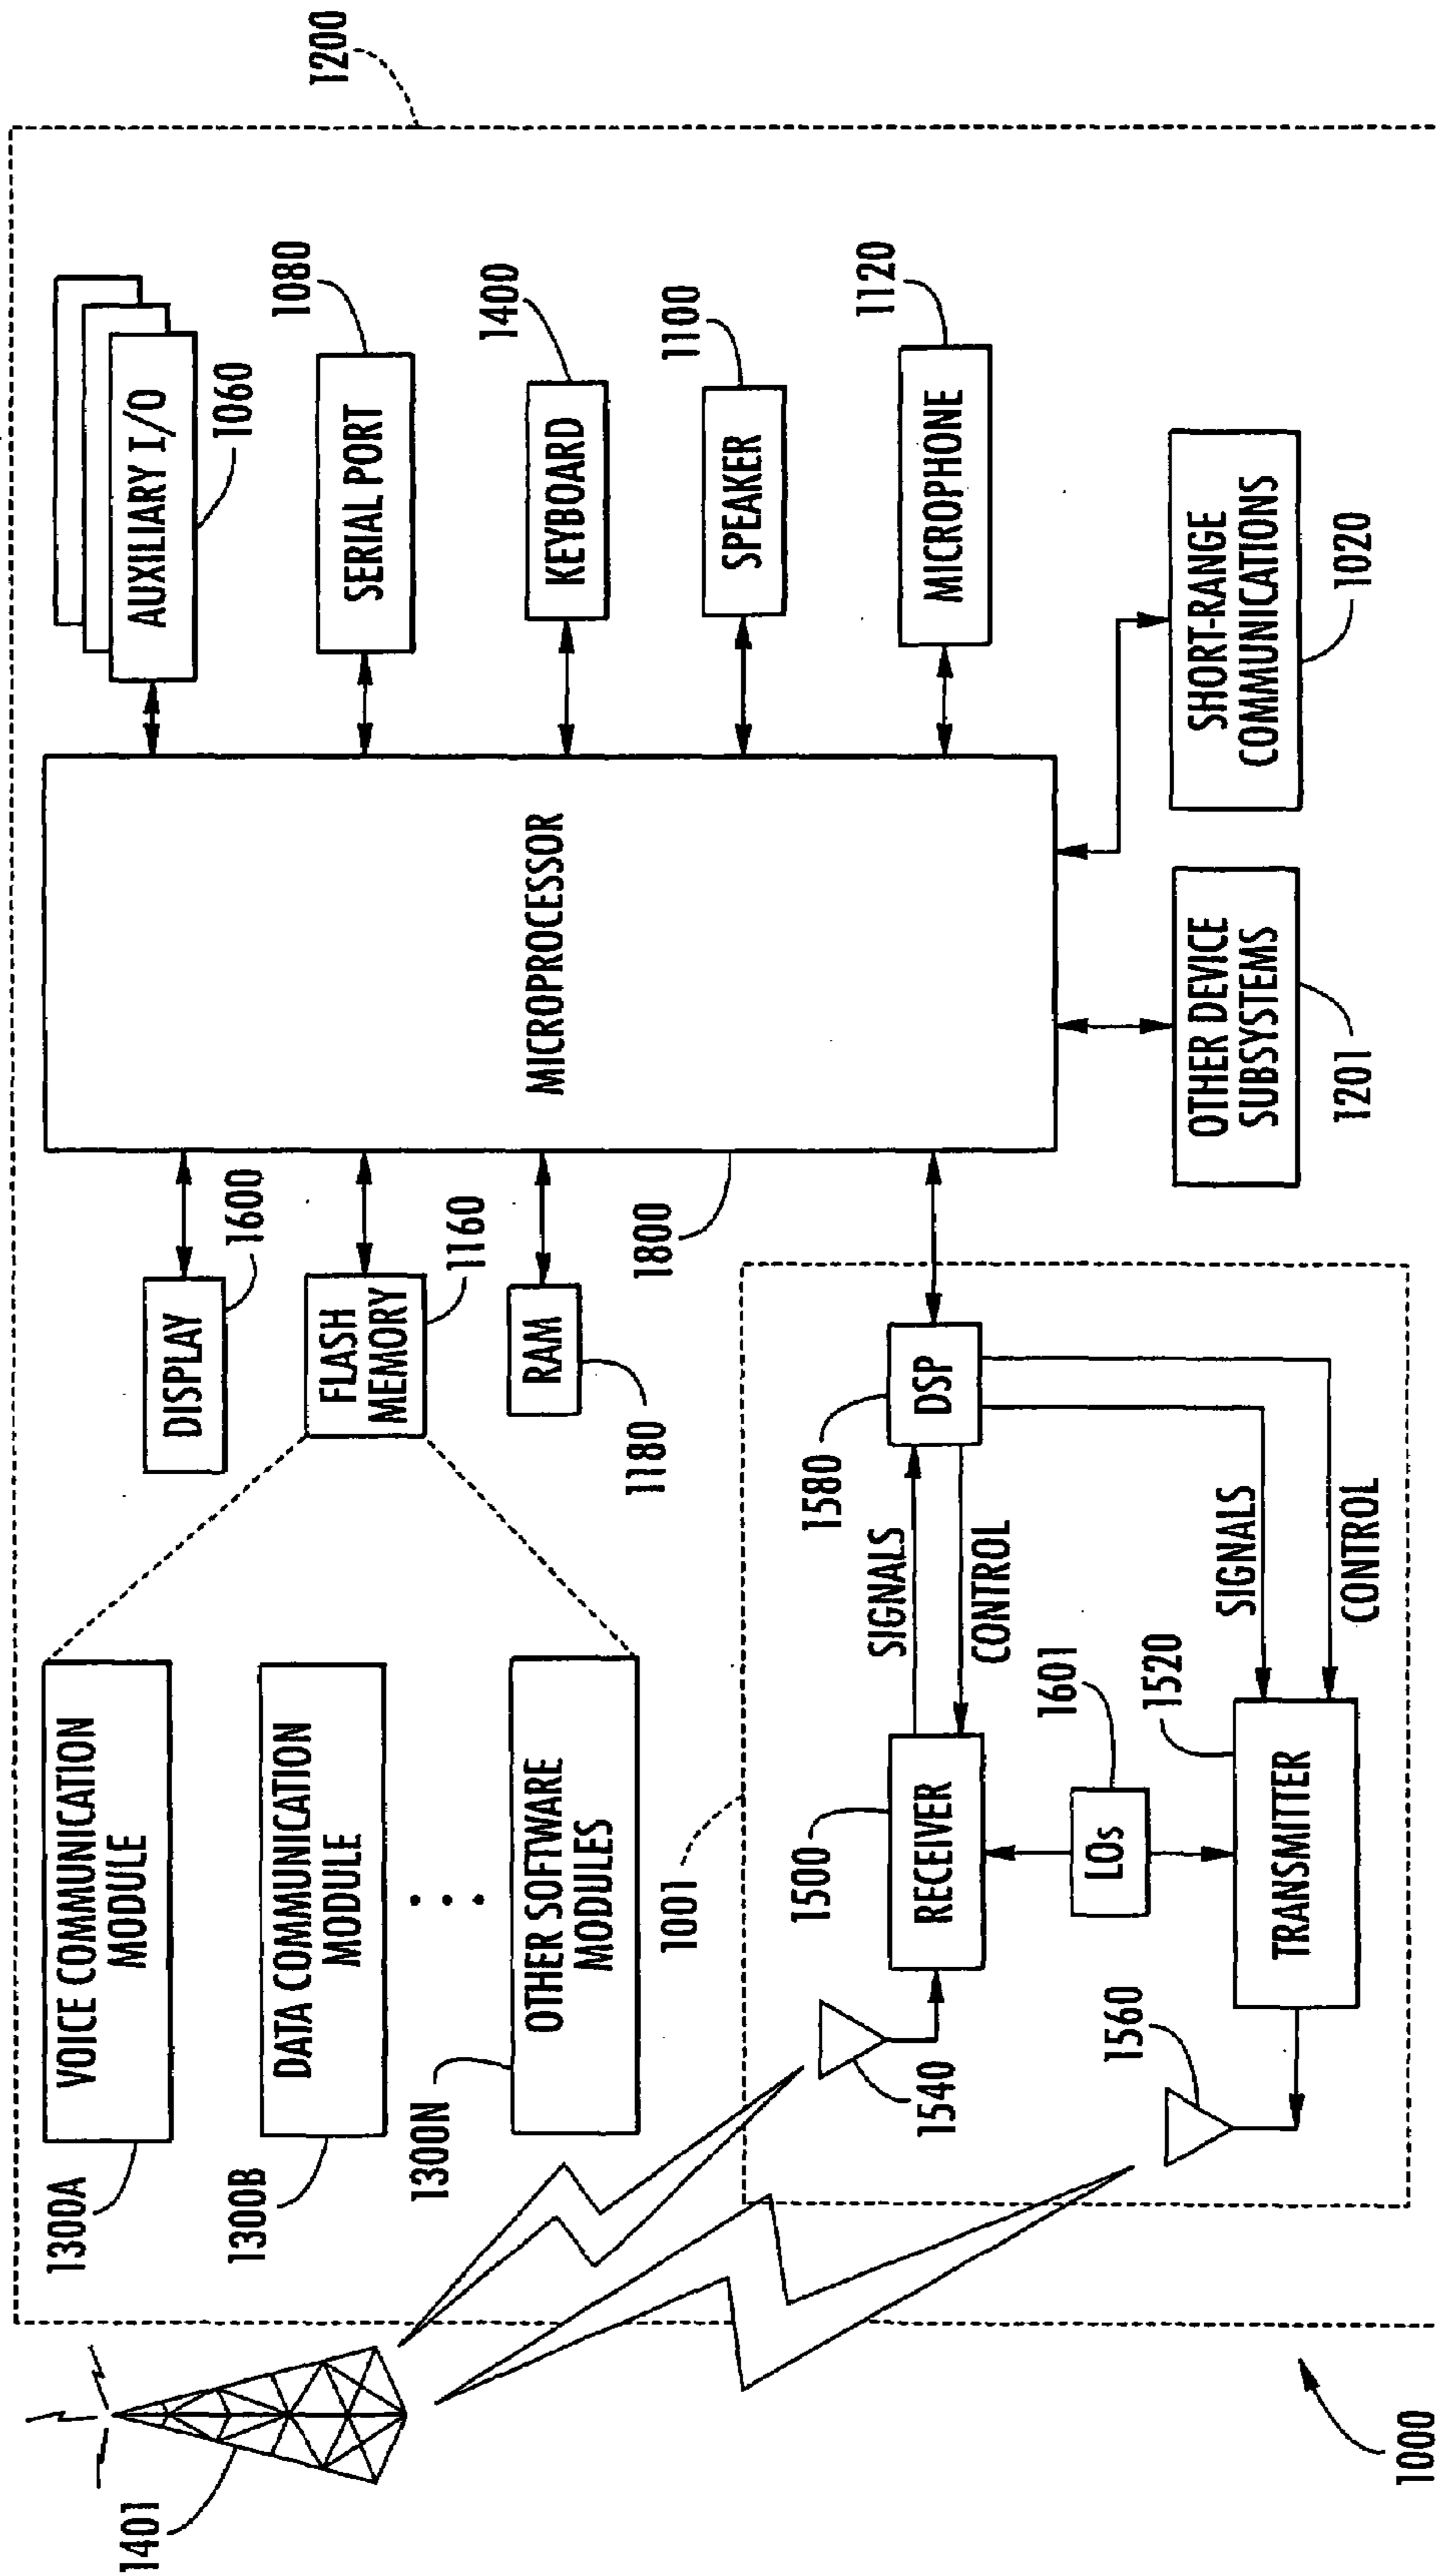 1401
1300A
VOICE COMMUNICATION
MODULE
1300B
DATA COMMUNICATION
MODULE
1300N
OTHER SOFTWARE
MODULES
DISPLAY
1600
FLASH
MEMORY
1160
RAM
1180
1800
MICROPROCESSOR
AUXILIARY I/O
1060
SERIAL PORT
1080
KEYBOARD
1400
SPEAKER
1100
MICROPHONE
1120
1200
1001
1540
1500
RECEIVER
SIGNALS
CONTROL
1580
DSP
LOs
1601
1560
TRANSMITTER
1520
SIGNALS
CONTROL
OTHER DEVICE
SUBSYSTEMS
1201
SHORT-RANGE
COMMUNICATIONS
1020
1000